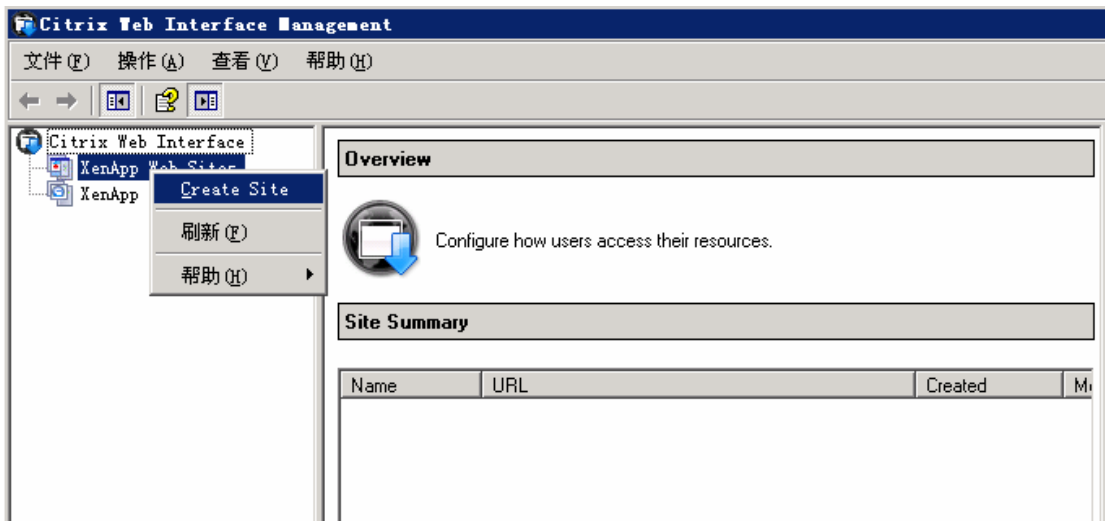 Citrix Web Interface Management
文件(F) 操作(A) 查看(V) 帮助(H)
Citrix Web Interface
XenApp Web Sites
XenApp
Create Site
刷新(F)
帮助(H)
Overview
Configure how users access their resources.
Site Summary
Name URL Created